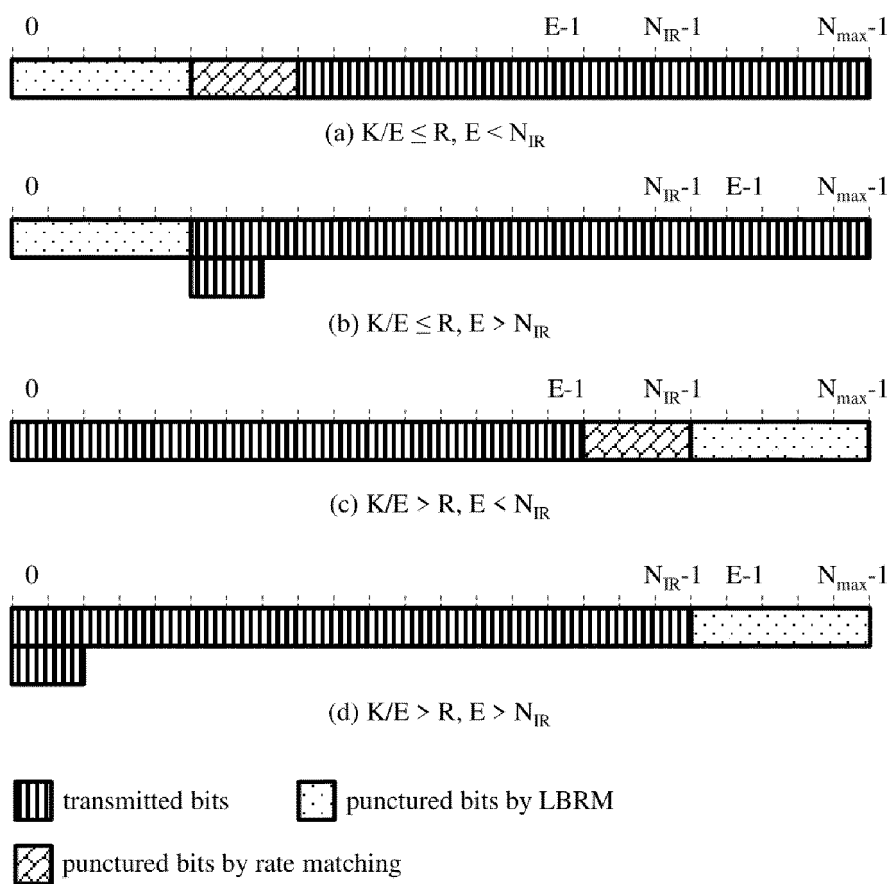 0 E-1 N_IR-1 N_max-1
(a) K/E ≤ R, E < N_IR
0 N_IR-1 E-1 N_max-1
(b) K/E ≤ R, E > N_IR
0 E-1 N_IR-1 N_max-1
(c) K/E > R, E < N_IR
0 N_IR-1 E-1 N_max-1
(d) K/E > R, E > N_IR
transmitted bits punctured bits by LBRM
punctured bits by rate matching